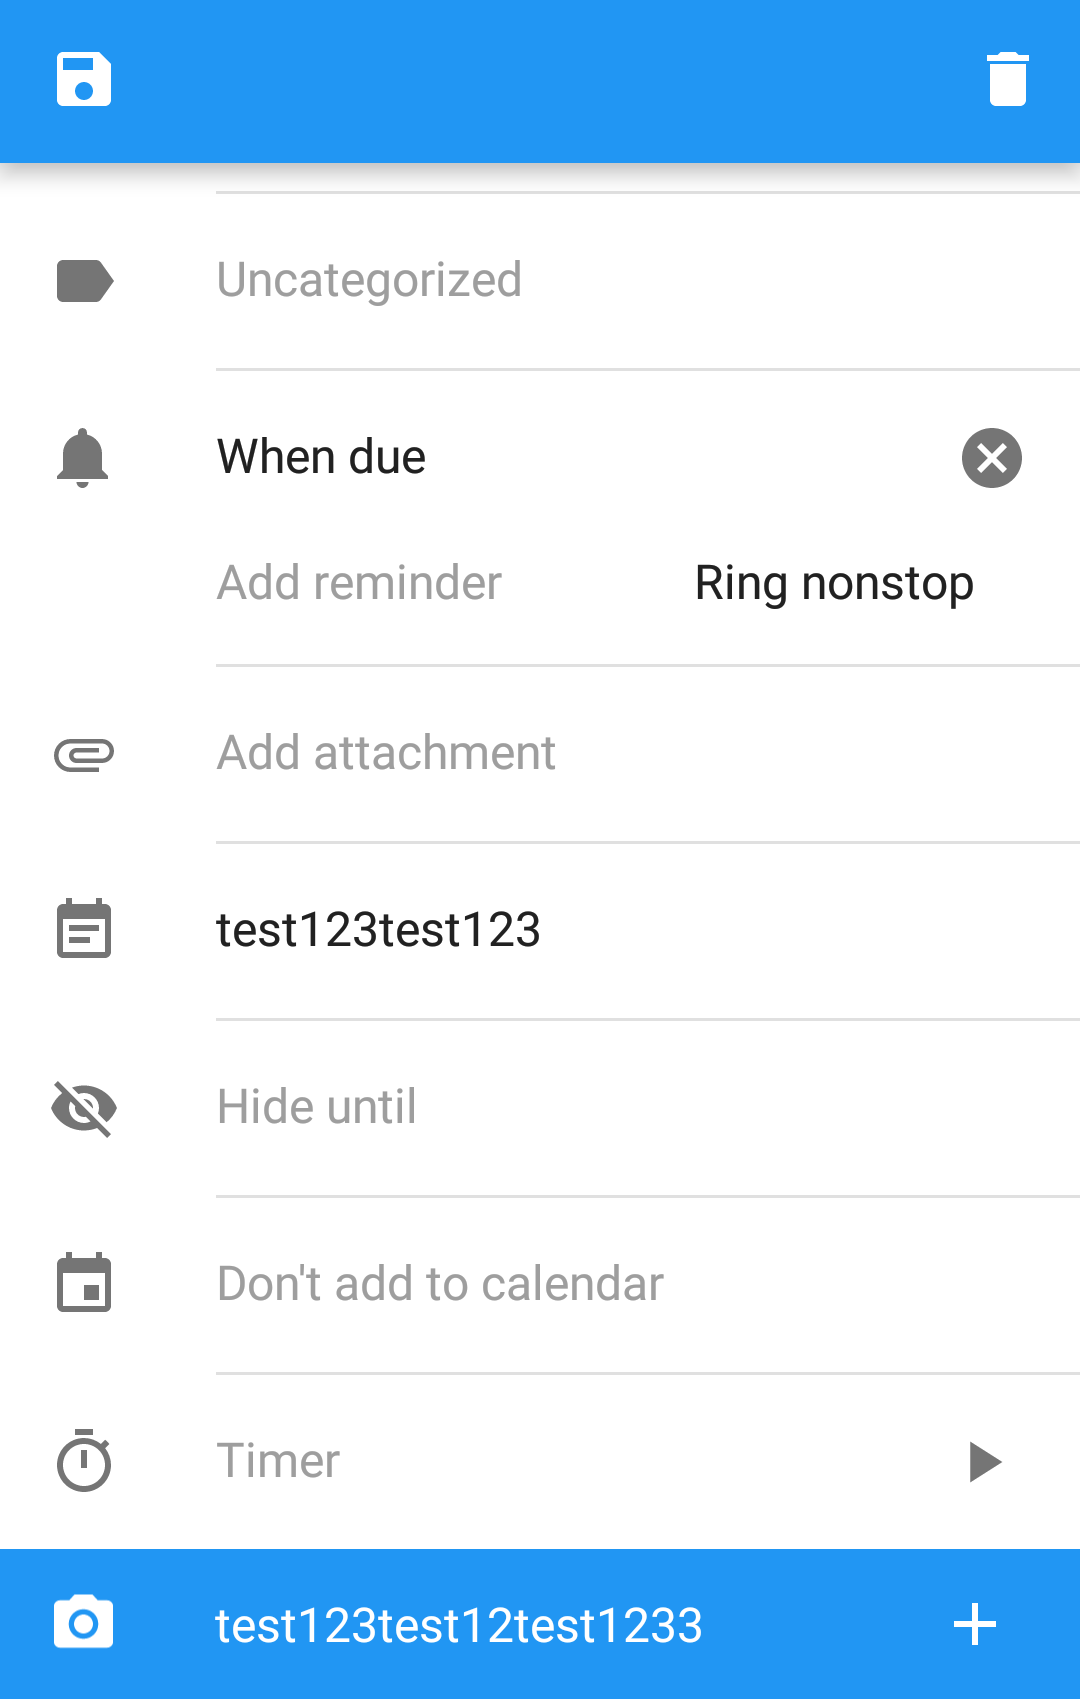 Uncategorized
When due
Add reminder Ring nonstop
Add attachment
test123test123
Hide until
Don't add to calendar
Timer
test123test12test1233